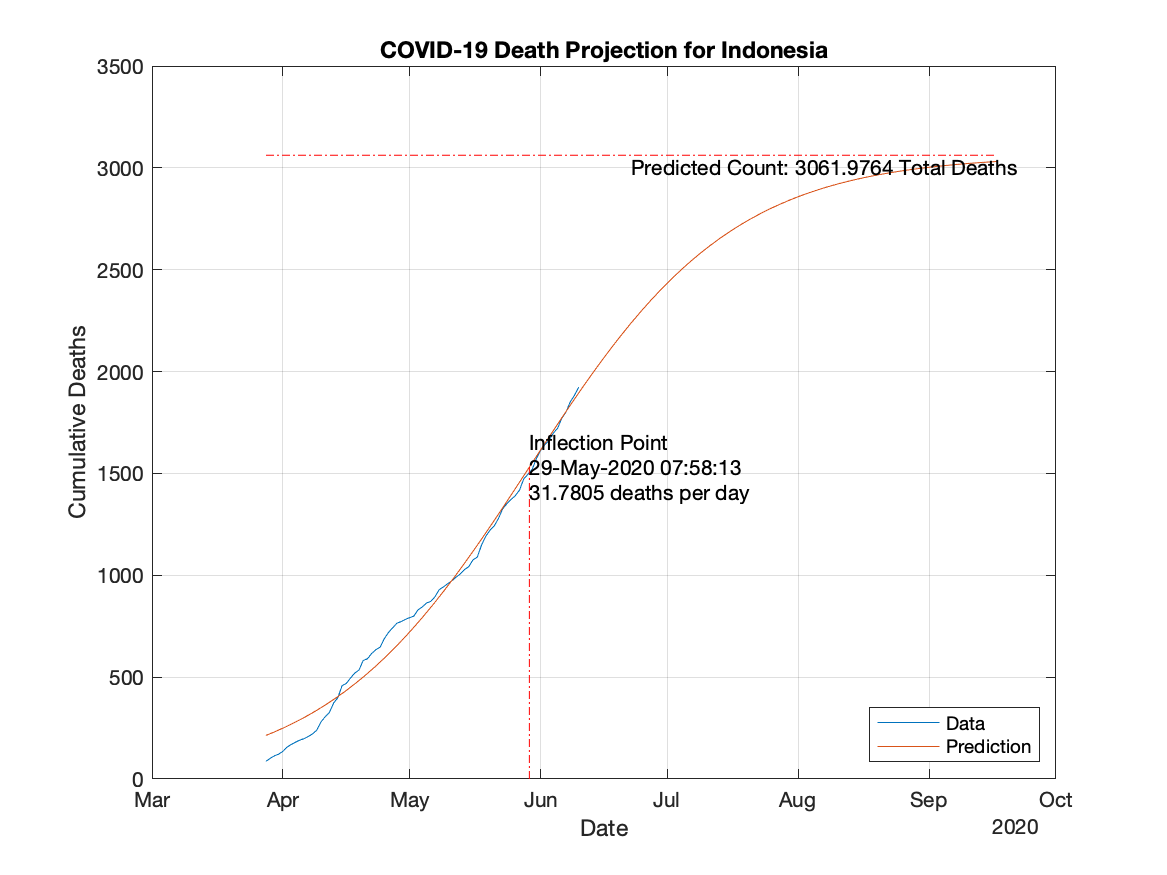 COVID-19 Death Projection for Indonesia
3500
3000
2500
2000
1500
1000
500
0
Cumulative Deaths
Predicted Count: 3061.9764 Total Deaths
Inflection Point
29-May-2020 07:58:13
31.7805 deaths per day
Data
Prediction
Mar Apr May Jun Jul Aug Sep Oct
Date
2020